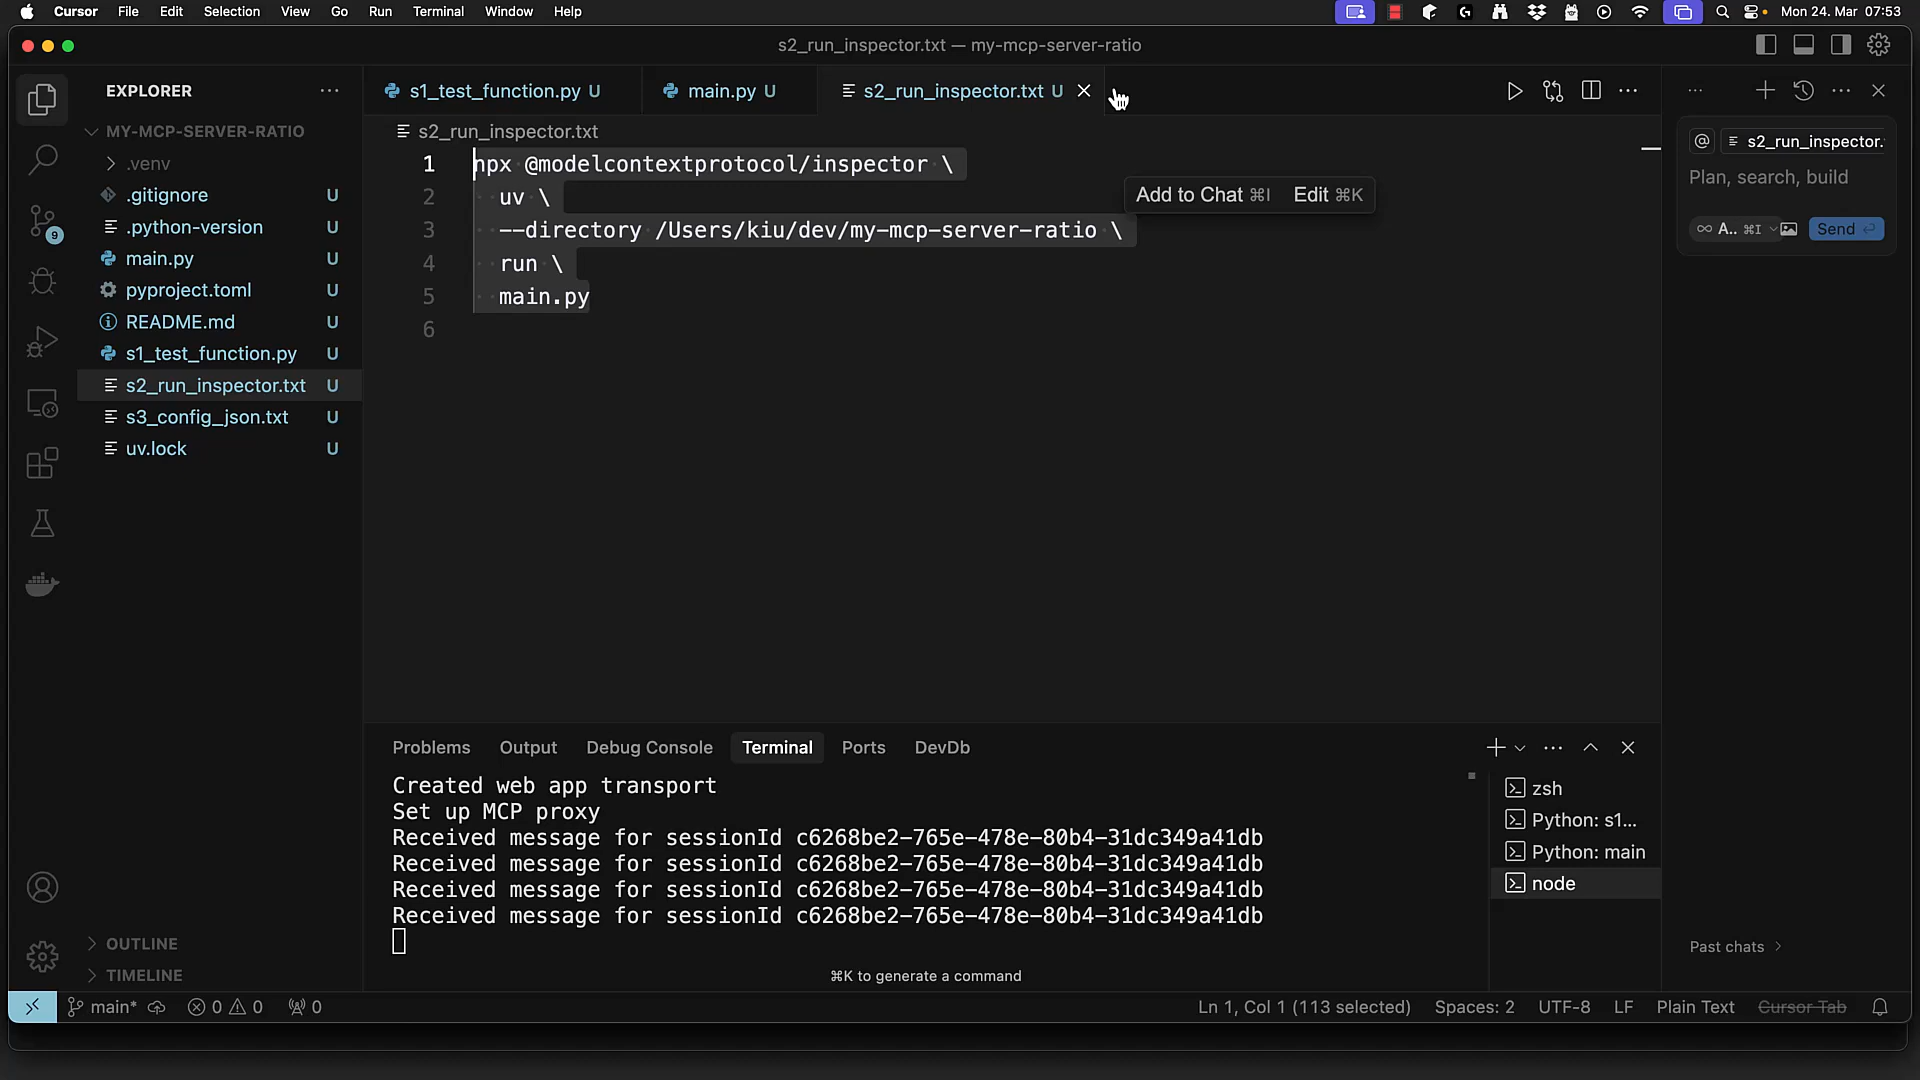 Cursor File Edit Selection View Go Run Terminal Window Help
Mon 24. Mar 07:53
s2_run_inspector.txt — my-mcp-server-ratio
EXPLORER
s1_test_function.py U
main.py U
s2_run_inspector.txt U
MY-MCP-SERVER-RATIO
.venv
.gitignore U
.python-version U
main.py U
pyproject.toml U
README.md U
s1_test_function.py U
s2_run_inspector.txt U
s3_config_json.txt U
uv.lock U
9
OUTLINE
TIMELINE
s2_run_inspector.txt
1 npx @modelcontextprotocol/inspector \
2 uv \
3 --directory /Users/kiu/dev/my-mcp-server-ratio \
4 run \
5 main.py
6
Add to Chat ⌘I Edit ⌘K
@ s2_run_inspector.
Plan, search, build
∞ A.. ⌘I Send
Past chats
Problems Output Debug Console Terminal Ports DevDb
Created web app transport
Set up MCP proxy
Received message for sessionId c6268be2-765e-478e-80b4-31dc349a41db
Received message for sessionId c6268be2-765e-478e-80b4-31dc349a41db
Received message for sessionId c6268be2-765e-478e-80b4-31dc349a41db
Received message for sessionId c6268be2-765e-478e-80b4-31dc349a41db
⌘K to generate a command
zsh
Python: s1...
Python: main
node
main* 0 0 0
Ln 1, Col 1 (113 selected) Spaces: 2 UTF-8 LF Plain Text Cursor Tab